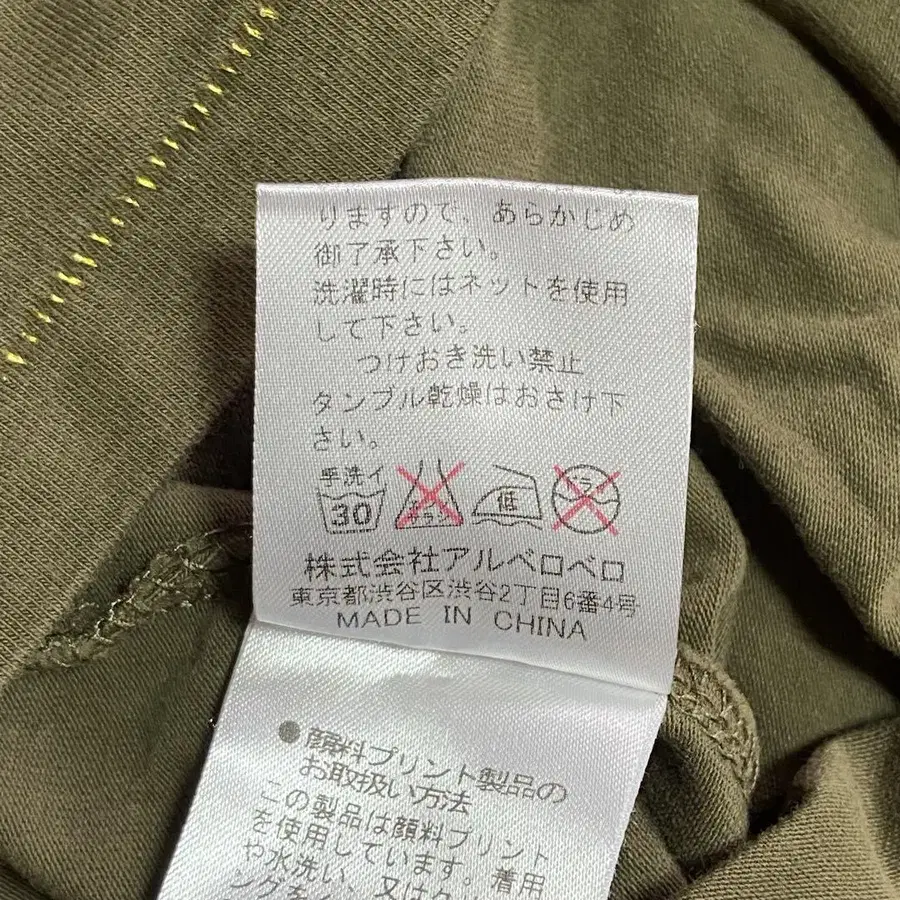 りますので、あらかじめ
御了承下さい。
洗濯時にはネットを使用
して下さい。
つけおき洗い禁止
タンブル乾燥はおさけ下
さい。
手洗イ
30
低
株式会社アルベロベロ
東京都渋谷区渋谷2丁目6番4号
MADE IN CHINA
●顔料プリント製品の
お取扱い方法
この製品は顔料プリント
を使用しています。着用
や水洗い、又はク
ングを